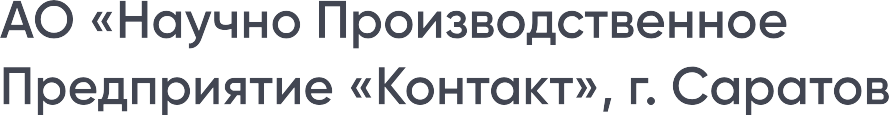 АО «Научно Производственное
Предприятие «Контакт», г. Саратов